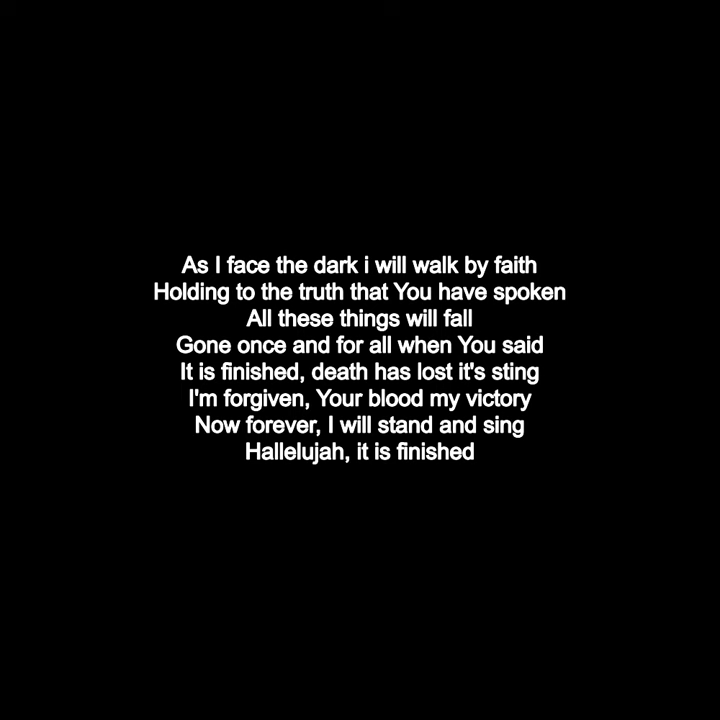 As I face the dark i will walk by faith
Holding to the truth that You have spoken
All these things will fall
Gone once and for all when You said
It is finished, death has lost it's sting
I'm forgiven, Your blood my victory
Now forever, I will stand and sing
Hallelujah, it is finished